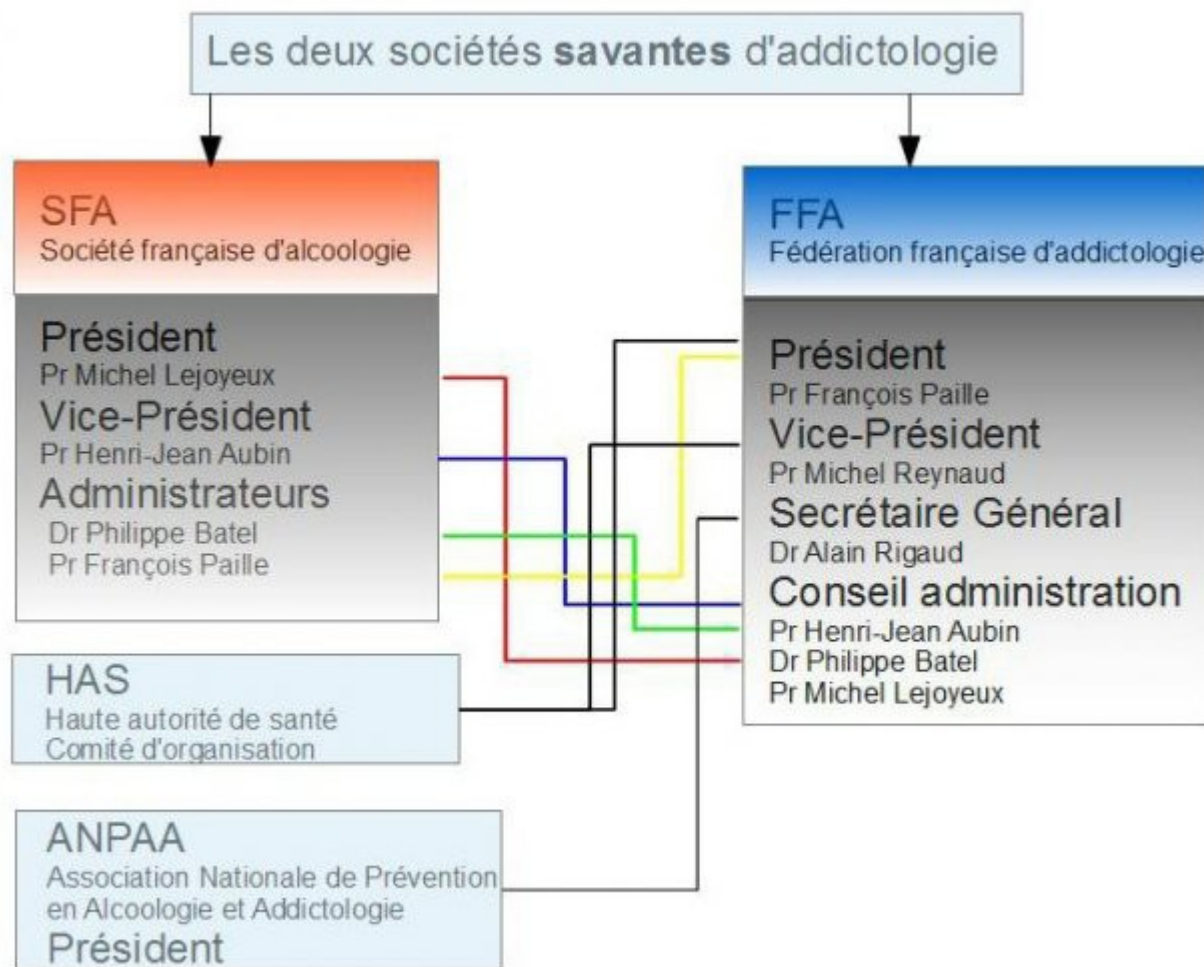 Les deux sociétés savantes d'addictologie
SFA
Société française d'alcoologie
Président
Pr Michel Lejoyeux
Vice-Président
Pr Henri-Jean Aubin
Administrateurs
Dr Philippe Batel
Pr François Paille
FFA
Fédération française d'addictologie
Président
Pr François Paille
Vice-Président
Pr Michel Reynaud
Secrétaire Général
Dr Alain Rigaud
Conseil administration
Pr Henri-Jean Aubin
Dr Philippe Batel
Pr Michel Lejoyeux
HAS
Haute autorité de santé
Comité d'organisation
ANPAA
Association Nationale de Prévention
en Alcoologie et Addictologie
Président